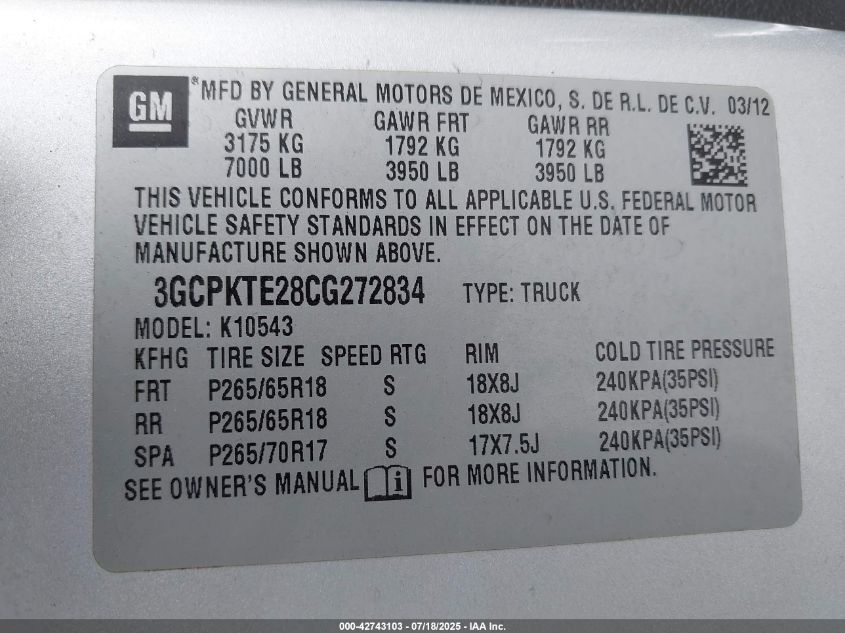 GM *MFD BY GENERAL MOTORS DE MEXICO, S. DE R.L. DE C.V. 03/12
GVWR GAWR FRT GAWR RR
3175 KG 1792 KG 1792 KG
7000 LB 3950 LB 3950 LB
THIS VEHICLE CONFORMS TO ALL APPLICABLE U.S. FEDERAL MOTOR
VEHICLE SAFETY STANDARDS IN EFFECT ON THE DATE OF
MANUFACTURE SHOWN ABOVE.
3GCPKTE28CG272834 TYPE: TRUCK
MODEL: K10543
KFHG TIRE SIZE SPEED RTG RIM COLD TIRE PRESSURE
FRT P265/65R18 S 18X8J 240KPA(35PSI)
RR P265/65R18 S 18X8J 240KPA(35PSI)
SPA P265/70R17 S 17X7.5J 240KPA(35PSI)
SEE OWNER'S MANUAL i FOR MORE INFORMATION.
000-42743103 - 07/18/2025 - IAA Inc.